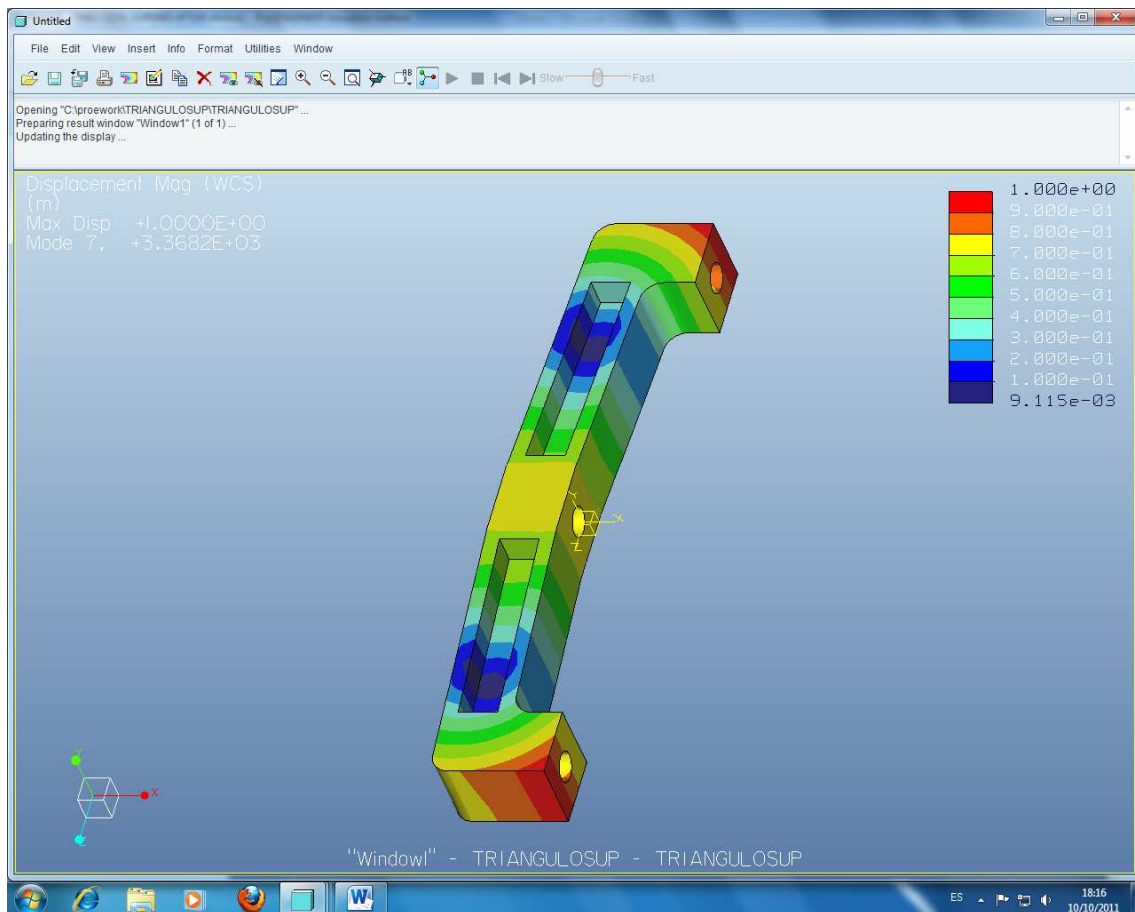 Untitled
File Edit View Insert Info Format Utilities Window
Slow Fast
Opening "C:\proework\TRIANGULOSUP\TRIANGULOSUP" ...
Preparing result window "Window1" (1 of 1) ...
Updating the display ...
Displacement Mag (WCS)
(m)
Max Disp +1.0000E+00
Mode 7, +3.3682E+03
1.000e+00
9.000e-01
8.000e-01
7.000e-01
6.000e-01
5.000e-01
4.000e-01
3.000e-01
2.000e-01
1.000e-01
9.115e-03
Y
X
Z
Y
X
Z
"Window1" - TRIANGULOSUP - TRIANGULOSUP
ES 18:16
10/10/2011